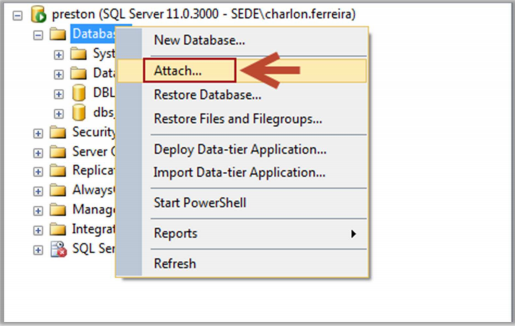 preston (SQL Server 11.0.3000 - SEDE\charlon.ferreira)
Databas
New Database...
Syst
Attach...
Data
Restore Database...
DBL
dbs
Restore Files and Filegroups...
Security
Server O
Deploy Data-tier Application...
Replicat
Import Data-tier Application...
Always
Start PowerShell
Manage
Integrat
Reports
SQL Ser
Refresh